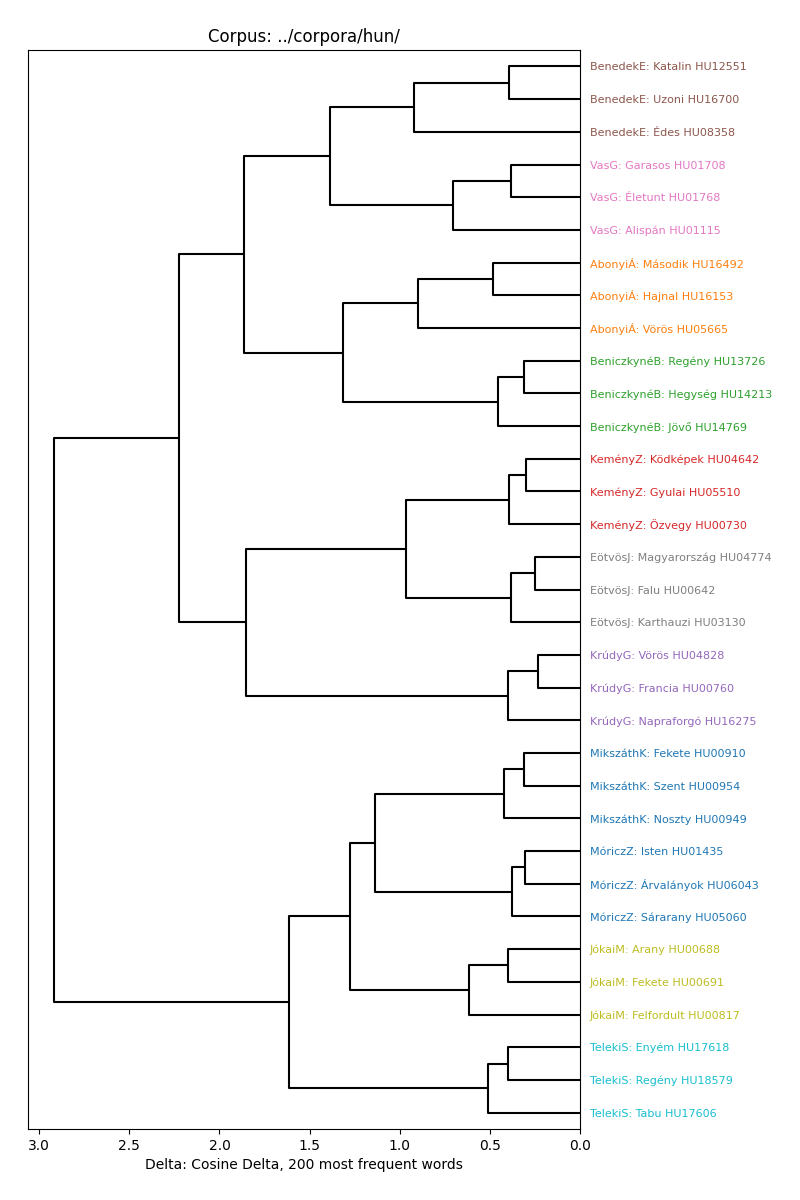 Corpus: ../corpora/hun/
BenedekE: Katalin HU12551
BenedekE: Uzoni HU16700
BenedekE: Édes HU08358
VasG: Garasos HU01708
VasG: Életunt HU01768
VasG: Alispán HU01115
AbonyiÁ: Második HU16492
AbonyiÁ: Hajnal HU16153
AbonyiÁ: Vörös HU05665
BeniczkynéB: Regény HU13726
BeniczkynéB: Hegység HU14213
BeniczkynéB: Jövő HU14769
KeményZ: Ködképek HU04642
KeményZ: Gyulai HU05510
KeményZ: Özvegy HU00730
EötvösJ: Magyarország HU04774
EötvösJ: Falu HU00642
EötvösJ: Karthauzi HU03130
KrúdyG: Vörös HU04828
KrúdyG: Francia HU00760
KrúdyG: Napraforgó HU16275
MikszáthK: Fekete HU00910
MikszáthK: Szent HU00954
MikszáthK: Noszty HU00949
MóriczZ: Isten HU01435
MóriczZ: Árvalányok HU06043
MóriczZ: Sárarany HU05060
JókaiM: Arany HU00688
JókaiM: Fekete HU00691
JókaiM: Felfordult HU00817
TelekiS: Enyém HU17618
TelekiS: Regény HU18579
TelekiS: Tabu HU17606
3.0 2.5 2.0 1.5 1.0 0.5 0.0
Delta: Cosine Delta, 200 most frequent words